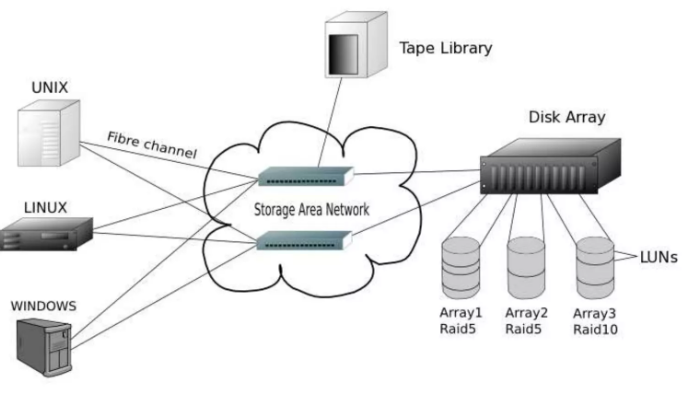 Tape Library
UNIX
Fibre channel
Disk Array
LINUX
Storage Area Network
LUNs
WINDOWS
Array1
Raid5
Array2
Raid5
Array3
Raid10